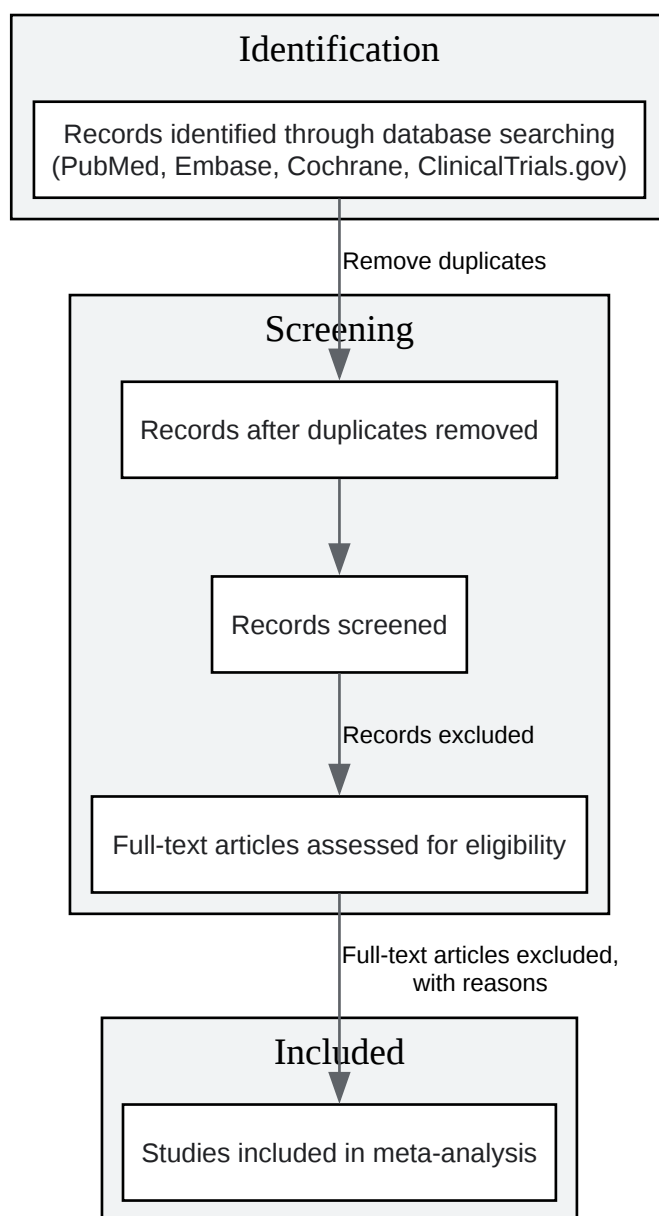 Identification
Records identified through database searching
(PubMed, Embase, Cochrane, ClinicalTrials.gov)
Remove duplicates
Screening
Records after duplicates removed
Records screened
Records excluded
Full-text articles assessed for eligibility
Full-text articles excluded,
with reasons
Included
Studies included in meta-analysis